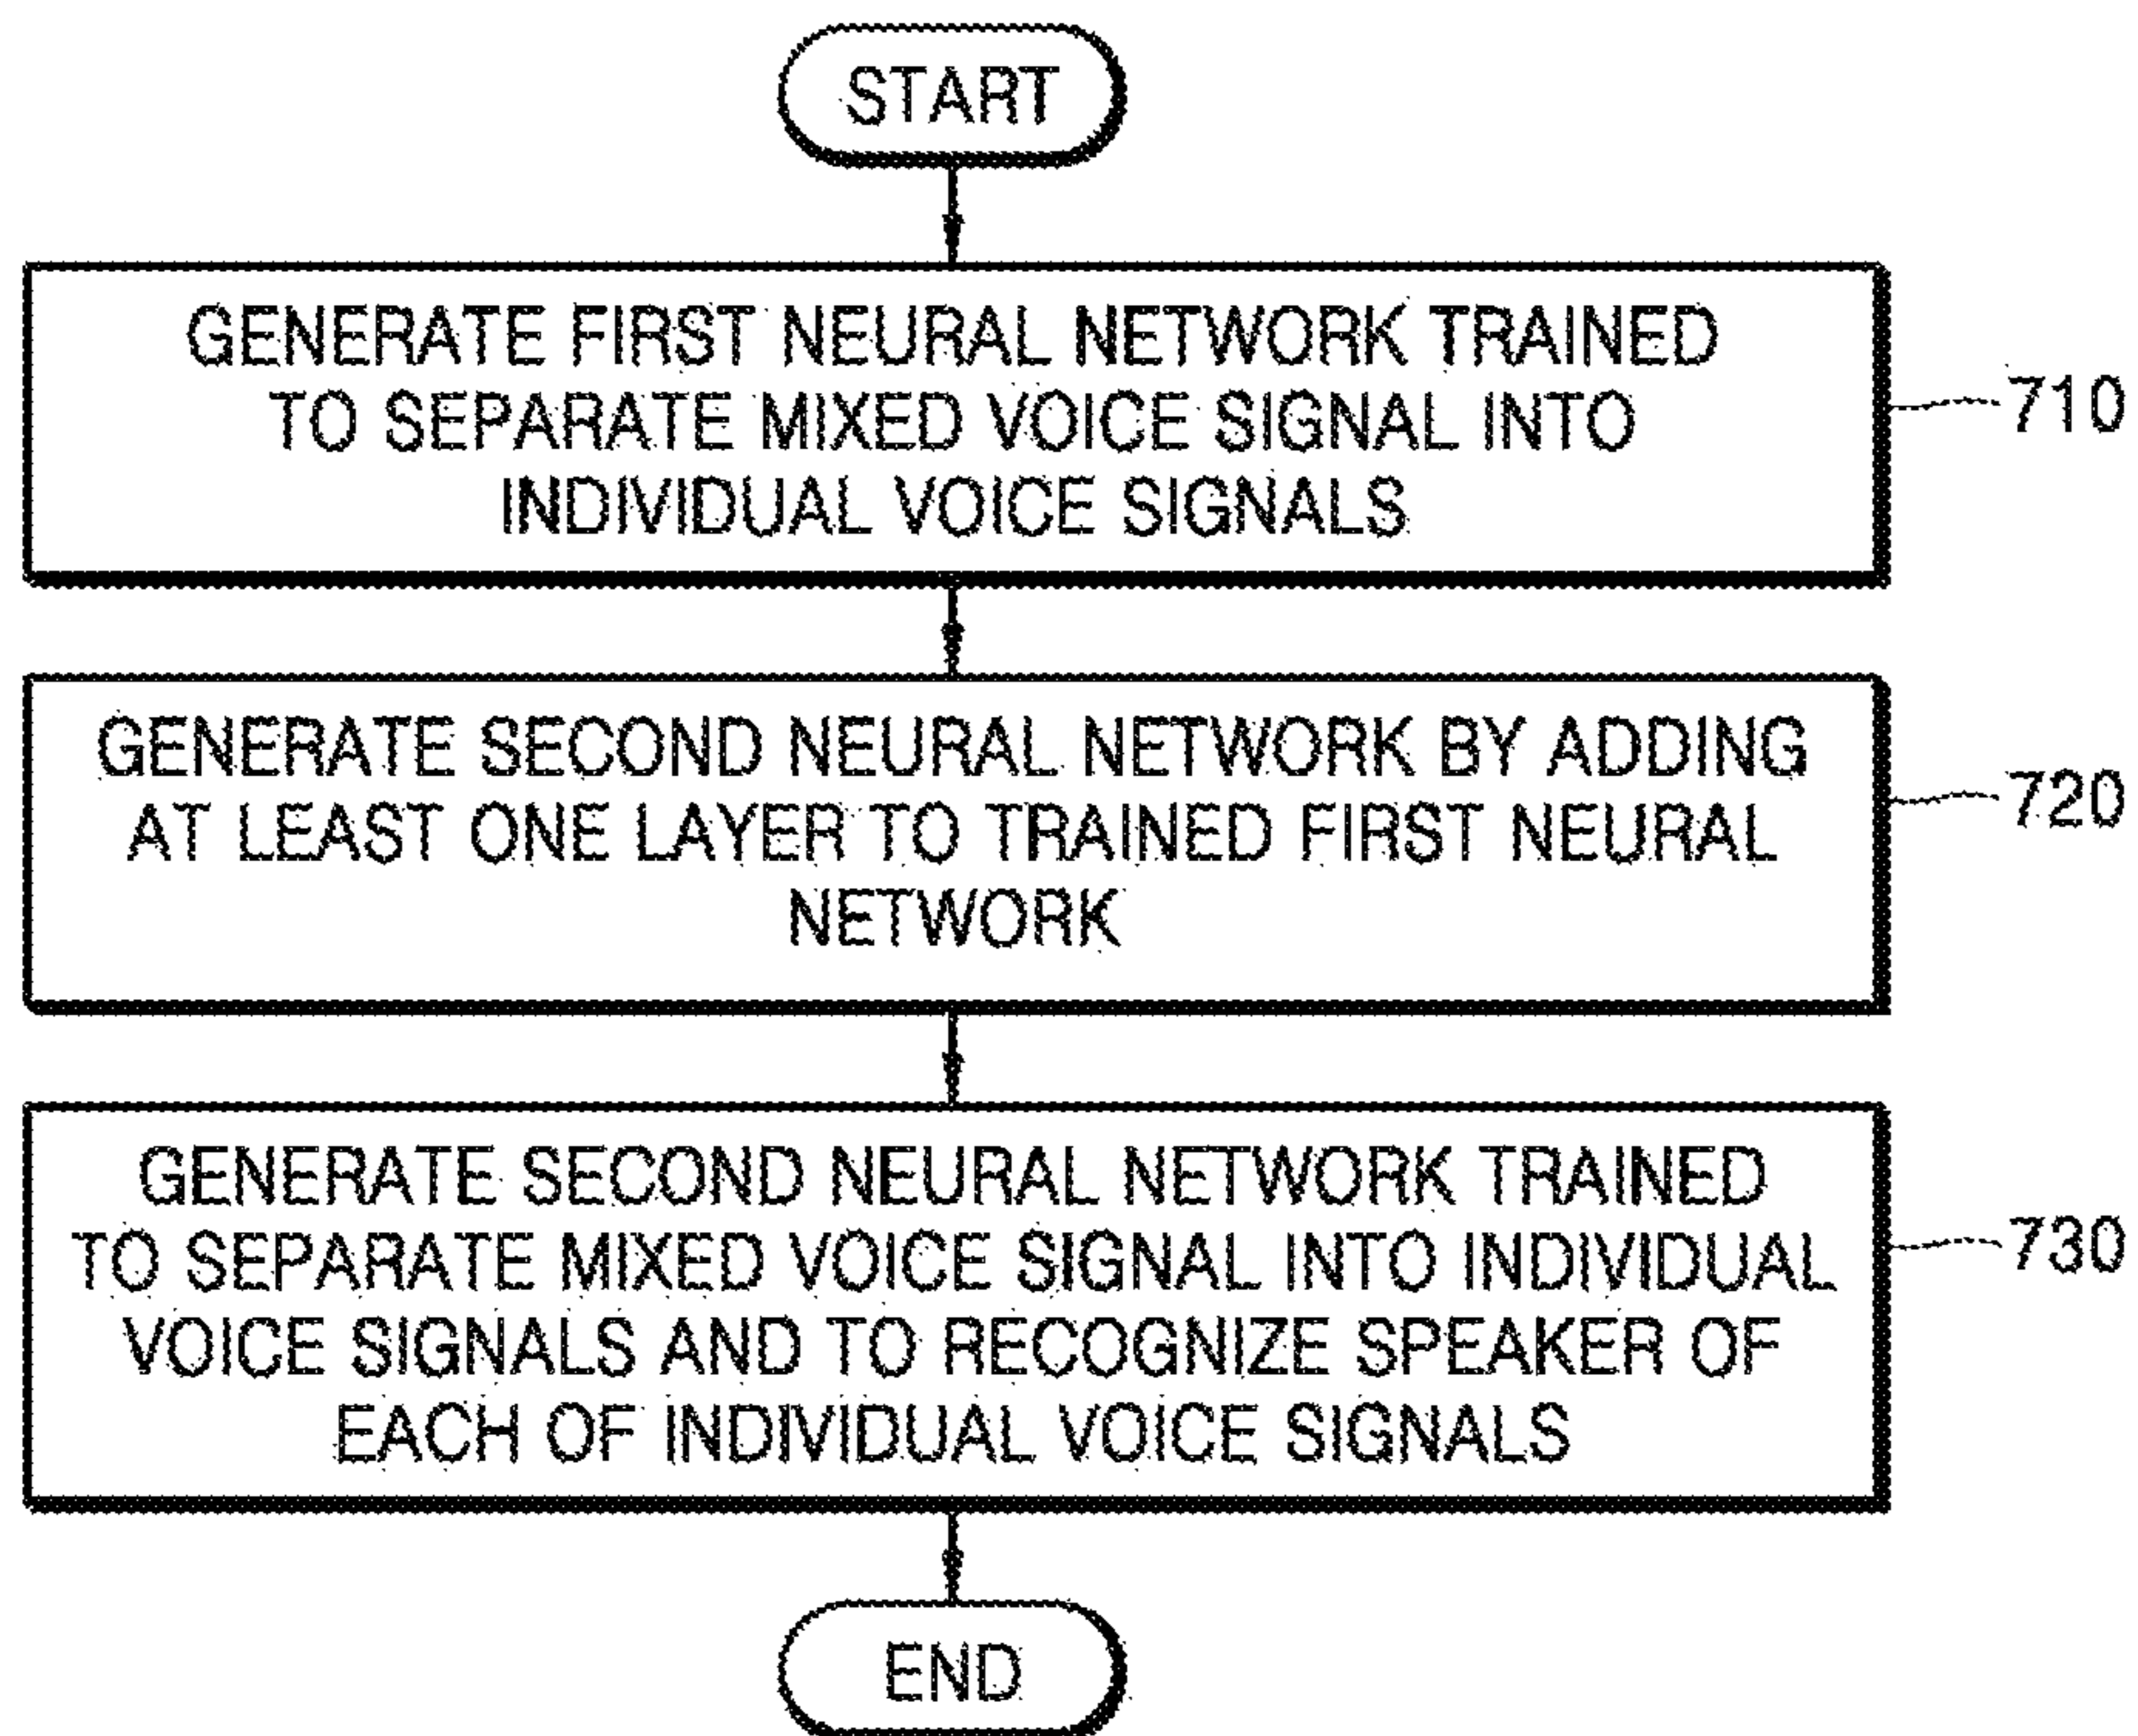 START
GENERATE FIRST NEURAL NETWORK TRAINED
TO SEPARATE MIXED VOICE SIGNAL INTO
INDIVIDUAL VOICE SIGNALS
710
GENERATE SECOND NEURAL NETWORK BY ADDING
AT LEAST ONE LAYER TO TRAINED FIRST NEURAL
NETWORK
720
GENERATE SECOND NEURAL NETWORK TRAINED
TO SEPARATE MIXED VOICE SIGNAL INTO INDIVIDUAL
VOICE SIGNALS AND TO RECOGNIZE SPEAKER OF
EACH OF INDIVIDUAL VOICE SIGNALS
730
END